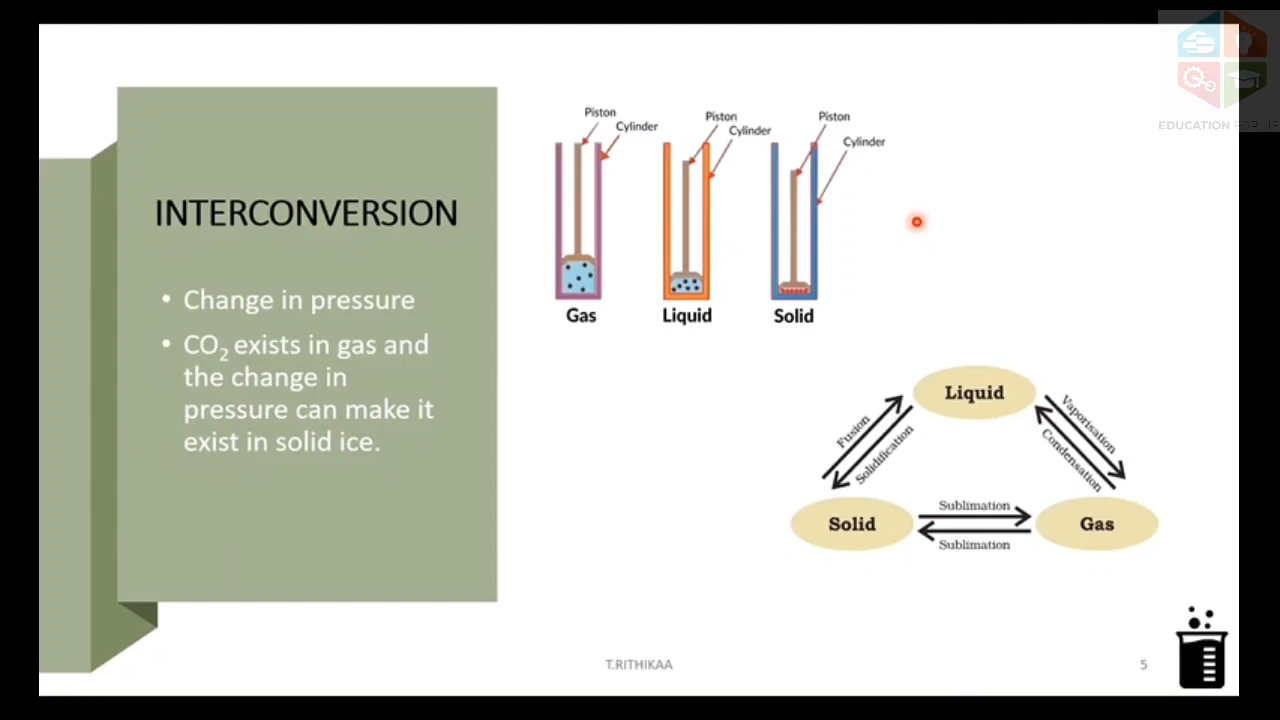 EDUCATION FOR
INTERCONVERSION
• Change in pressure
• CO₂ exists in gas and
the change in
pressure can make it
exist in solid ice.
Piston
Cylinder
Piston
Cylinder
Piston
Cylinder
Gas
Liquid
Solid
Liquid
Fusion
Solidification
Vaporisation
Condensation
Solid
Sublimation
Sublimation
Gas
T.RITHIKAA
5